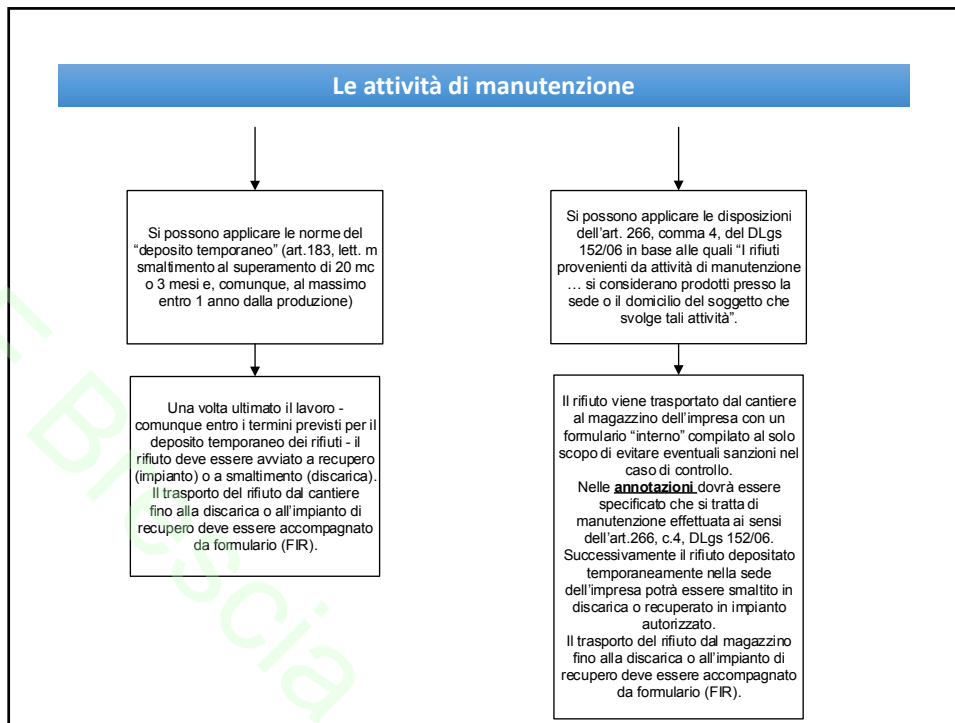 Le attività di manutenzione
Si possono applicare le norme del
“deposito temporaneo” (art.183, lett. m
smaltimento al superamento di 20 mc
o 3 mesi e, comunque, al massimo
entro 1 anno dalla produzione)
Una volta ultimato il lavoro -
comunque entro i termini previsti per il
deposito temporaneo dei rifiuti - il
rifiuto deve essere avviato a recupero
(impianto) o a smaltimento (discarica).
Il trasporto del rifiuto dal cantiere
fino alla discarica o all’impianto di
recupero deve essere accompagnato
da formulario (FIR).
Si possono applicare le disposizioni
dell’art. 266, comma 4, del DLgs
152/06 in base alle quali “I rifiuti
provenienti da attività di manutenzione
… si considerano prodotti presso la
sede o il domicilio del soggetto che
svolge tali attività”.
Il rifiuto viene trasportato dal cantiere
al magazzino dell’impresa con un
formulario “interno” compilato al solo
scopo di evitare eventuali sanzioni nel
caso di controllo.
Nelle annotazioni dovrà essere
specificato che si tratta di
manutenzione effettuata ai sensi
dell’art.266, c.4, DLgs 152/06.
Successivamente il rifiuto depositato
temporaneamente nella sede
dell’impresa potrà essere smaltito in
discarica o recuperato in impianto
autorizzato.
Il trasporto del rifiuto dal magazzino
fino alla discarica o all’impianto di
recupero deve essere accompagnato
da formulario (FIR).
Brescia